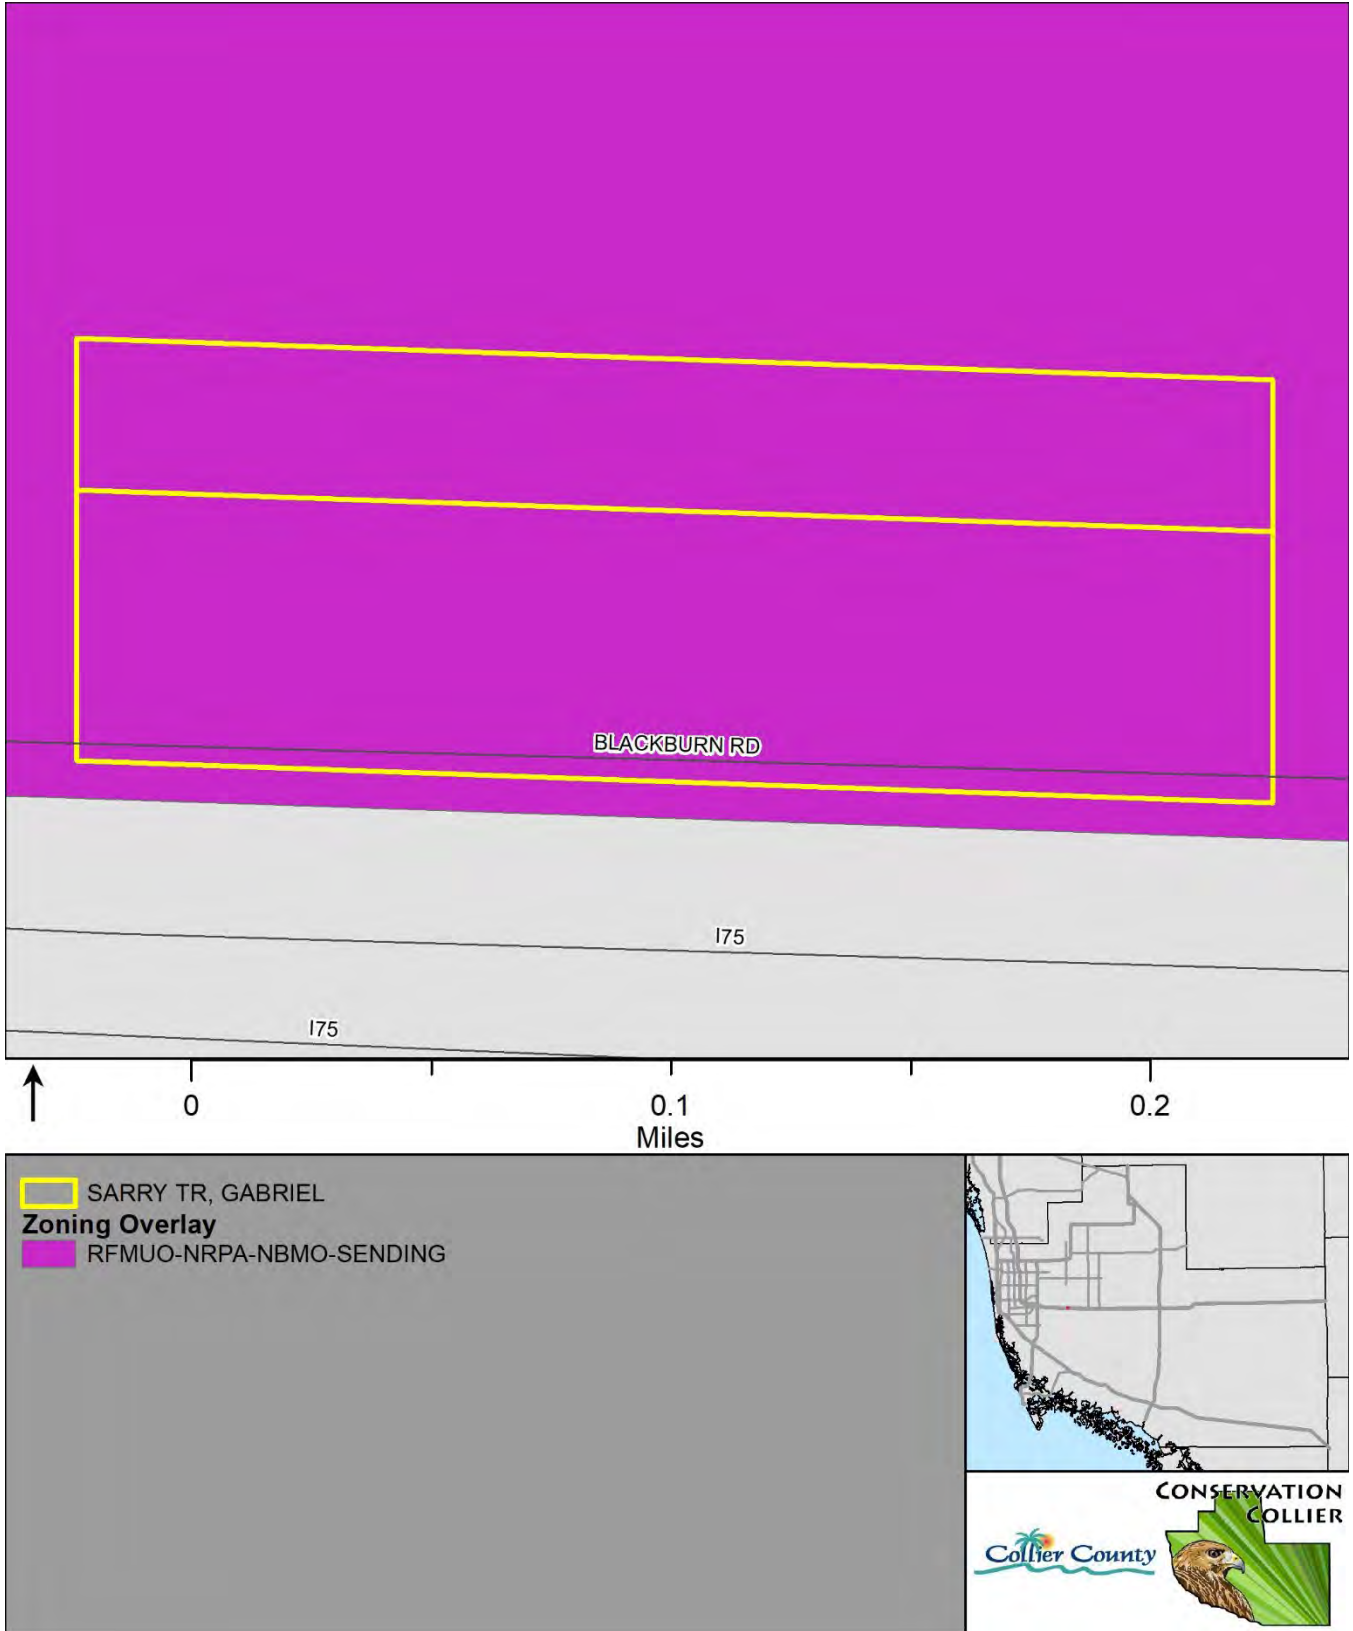 BLACKBURN RD
I75
I75
0 0.1 0.2
Miles
SARRY TR, GABRIEL
Zoning Overlay
RFMUO-NRPA-NBMO-SENDING
CONSERVATION
COLLIER
Collier County